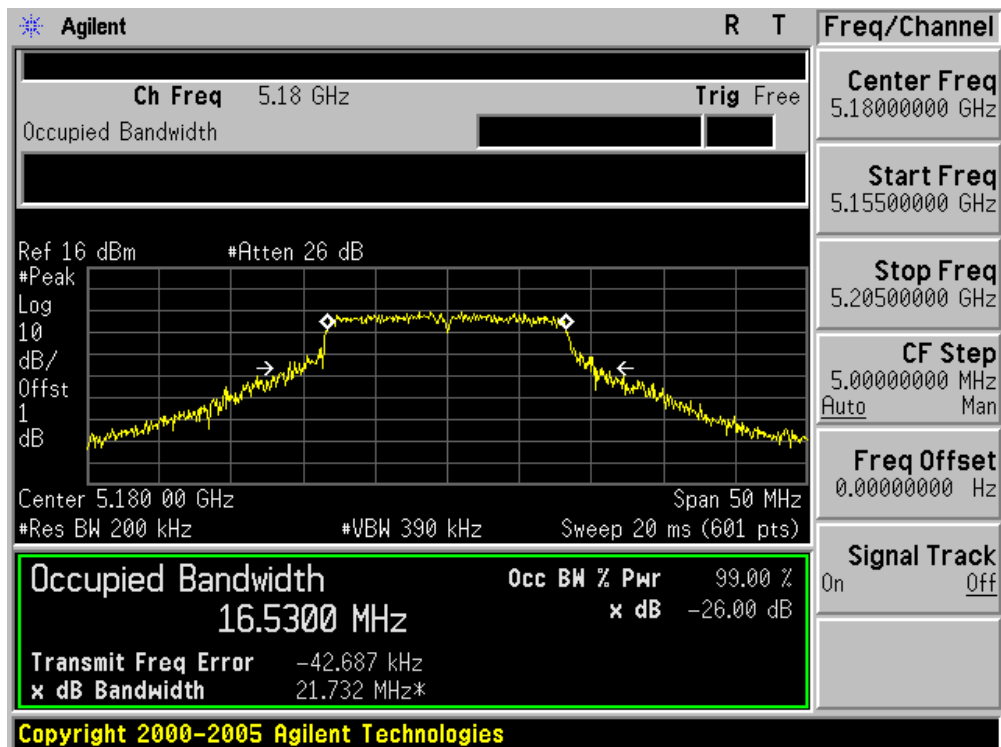 Agilent R T Freq/Channel
Ch Freq 5.18 GHz Trig Free
Occupied Bandwidth
Center Freq
5.18000000 GHz
Start Freq
5.15500000 GHz
Stop Freq
5.20500000 GHz
CF Step
5.00000000 MHz
Auto Man
Freq Offset
0.00000000 Hz
Signal Track
On Off
Ref 16 dBm #Atten 26 dB
#Peak
Log
10
dB/
Offst
1
dB
Center 5.180 00 GHz Span 50 MHz
#Res BW 200 kHz #VBW 390 kHz Sweep 20 ms (601 pts)
Occupied Bandwidth Occ BW % Pwr 99.00 %
16.5300 MHz x dB -26.00 dB
Transmit Freq Error -42.687 kHz
x dB Bandwidth 21.732 MHz*
Copyright 2000-2005 Agilent Technologies